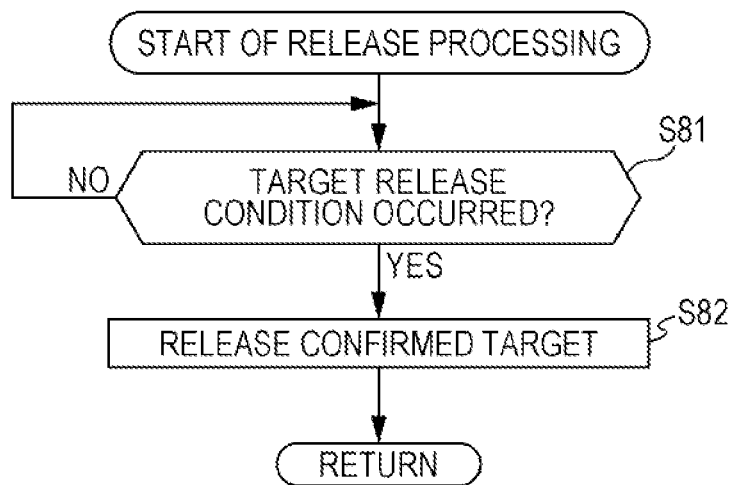 START OF RELEASE PROCESSING
S81
TARGET RELEASE
CONDITION OCCURRED?
NO
YES
S82
RELEASE CONFIRMED TARGET
RETURN